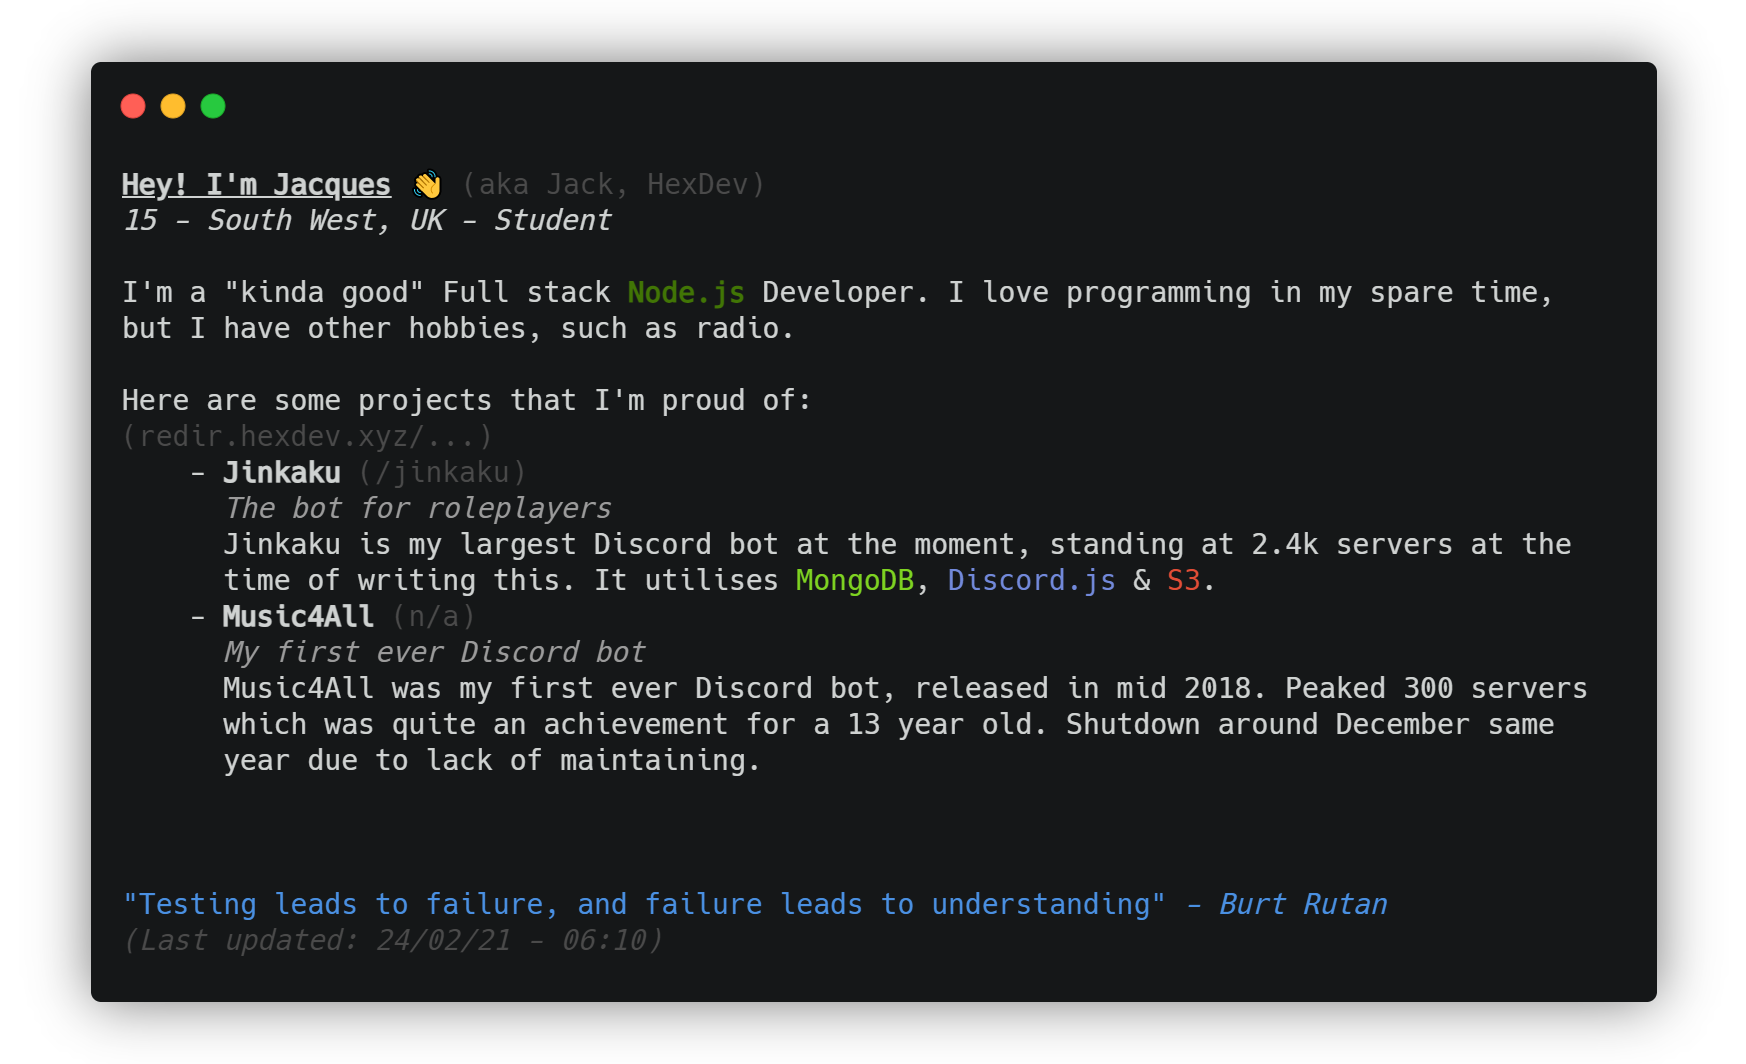 Hey! I'm Jacques 👋 (aka Jack, HexDev)
15 – South West, UK – Student
I'm a "kinda good" Full stack Node.js Developer. I love programming in my spare time,
but I have other hobbies, such as radio.
Here are some projects that I'm proud of:
(redir.hexdev.xyz/...)
– Jinkaku (/jinkaku)
The bot for roleplayers
Jinkaku is my largest Discord bot at the moment, standing at 2.4k servers at the
time of writing this. It utilises MongoDB, Discord.js & S3.
– Music4All (n/a)
My first ever Discord bot
Music4All was my first ever Discord bot, released in mid 2018. Peaked 300 servers
which was quite an achievement for a 13 year old. Shutdown around December same
year due to lack of maintaining.
"Testing leads to failure, and failure leads to understanding" – Burt Rutan
(Last updated: 24/02/21 – 06:10)